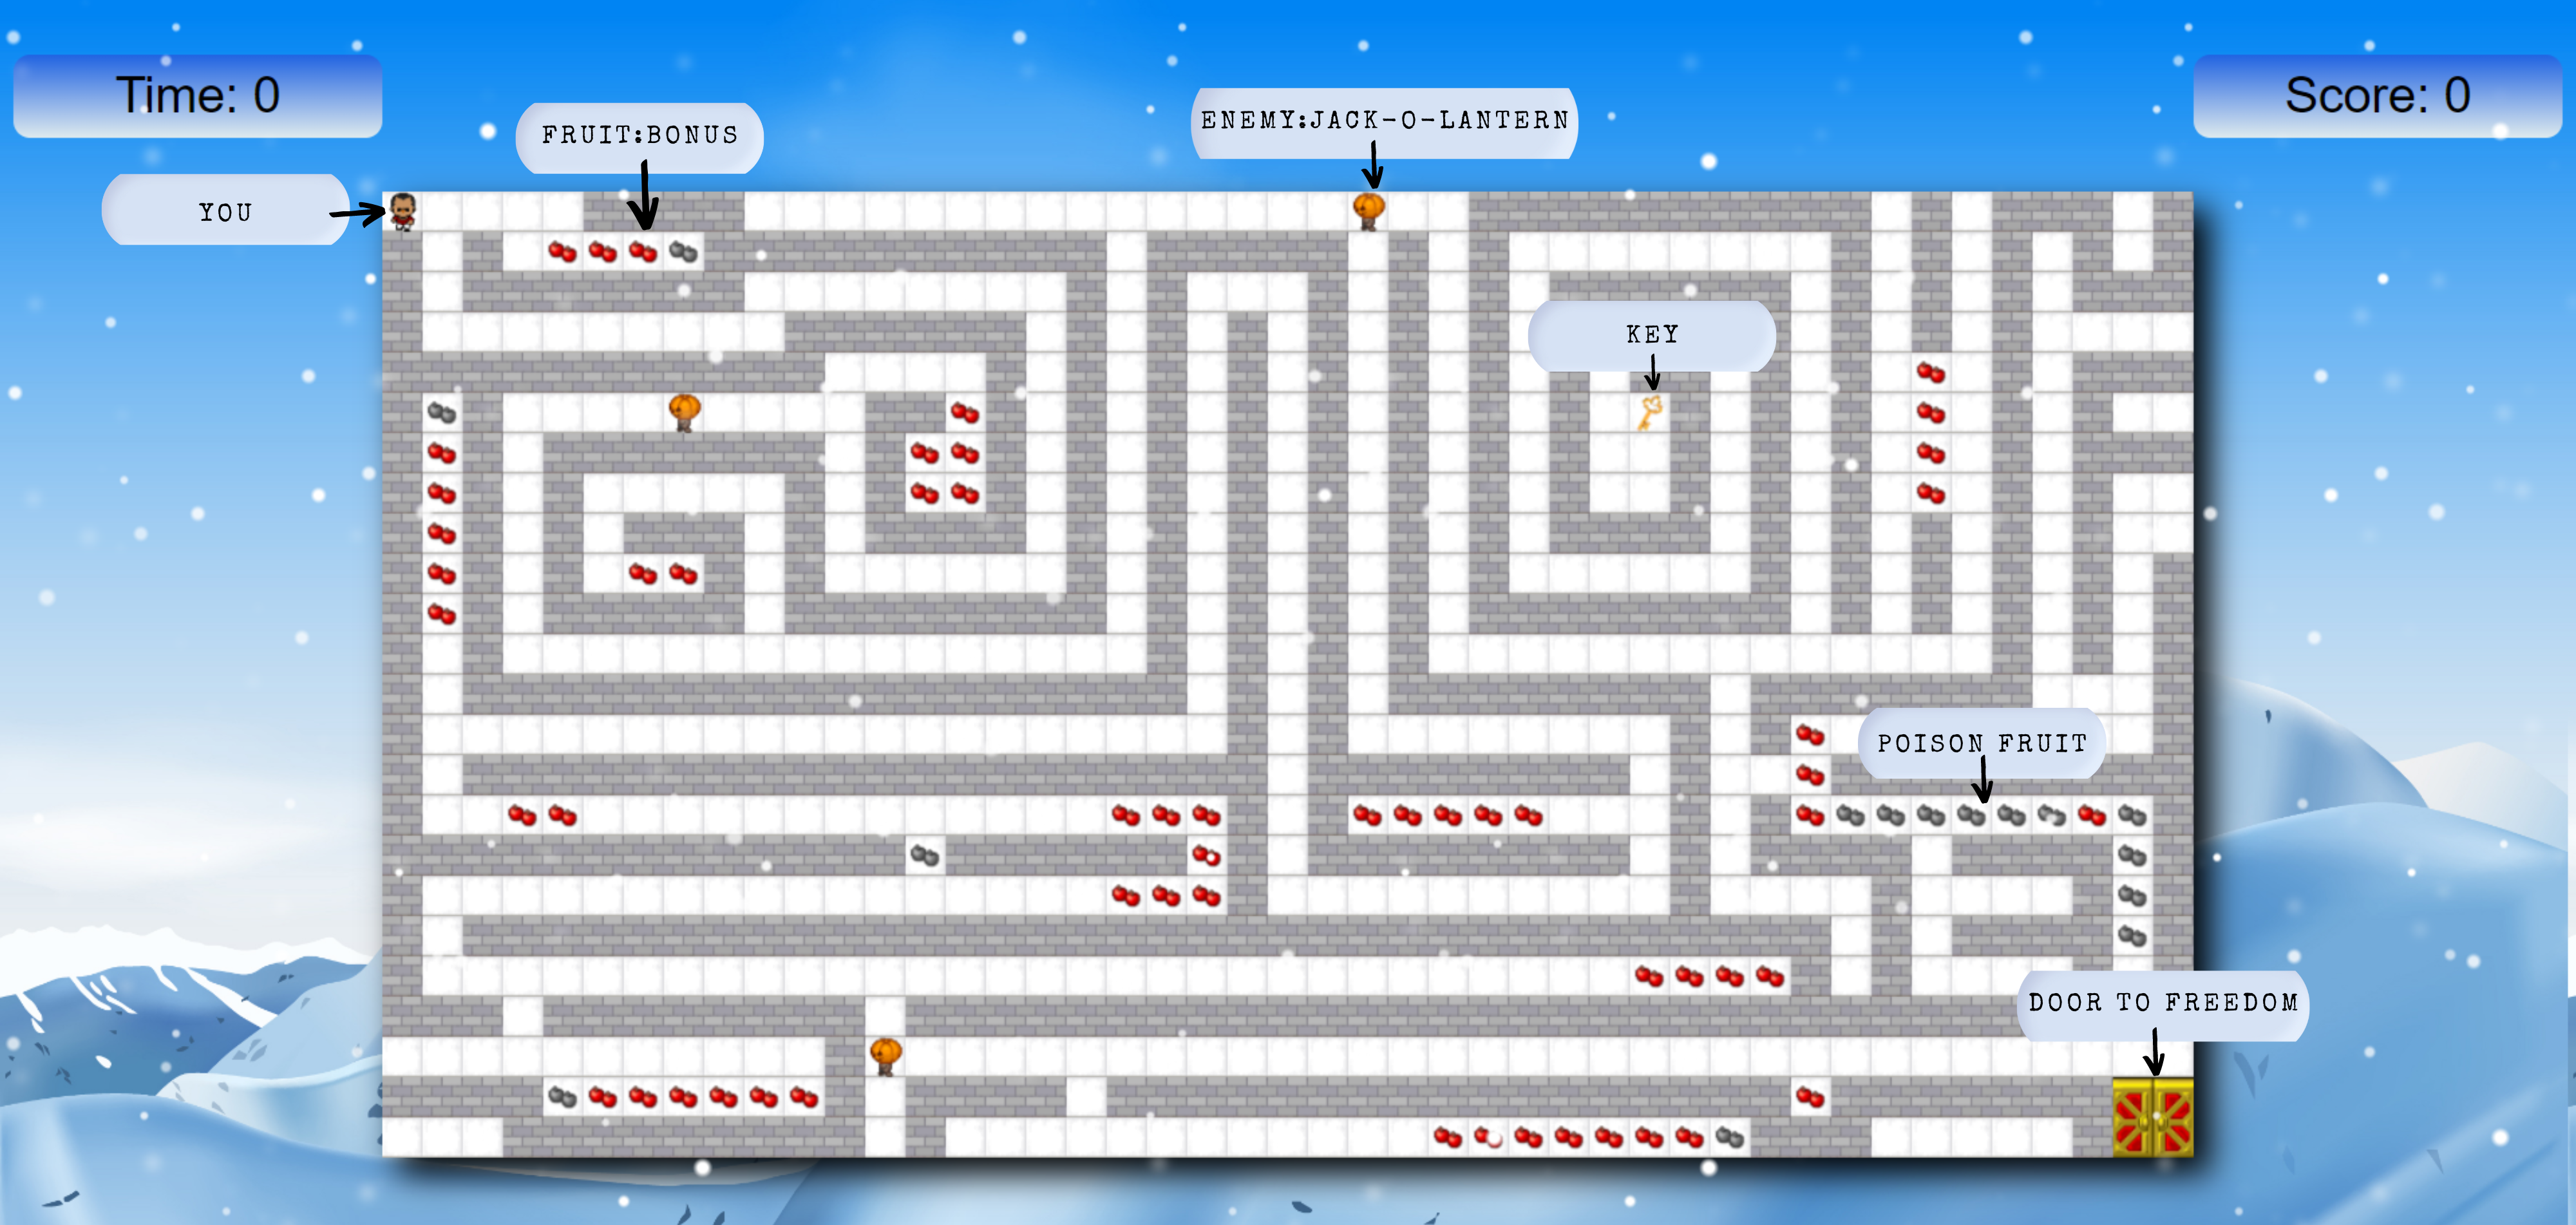 Time: 0
Score: 0
FRUIT:BONUS
ENEMY:JACK-O-LANTERN
YOU
KEY
POISON FRUIT
DOOR TO FREEDOM